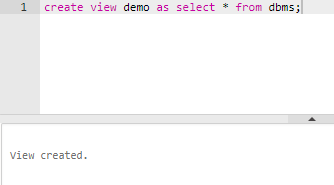 1 create view demo as select * from dbms;
View created.